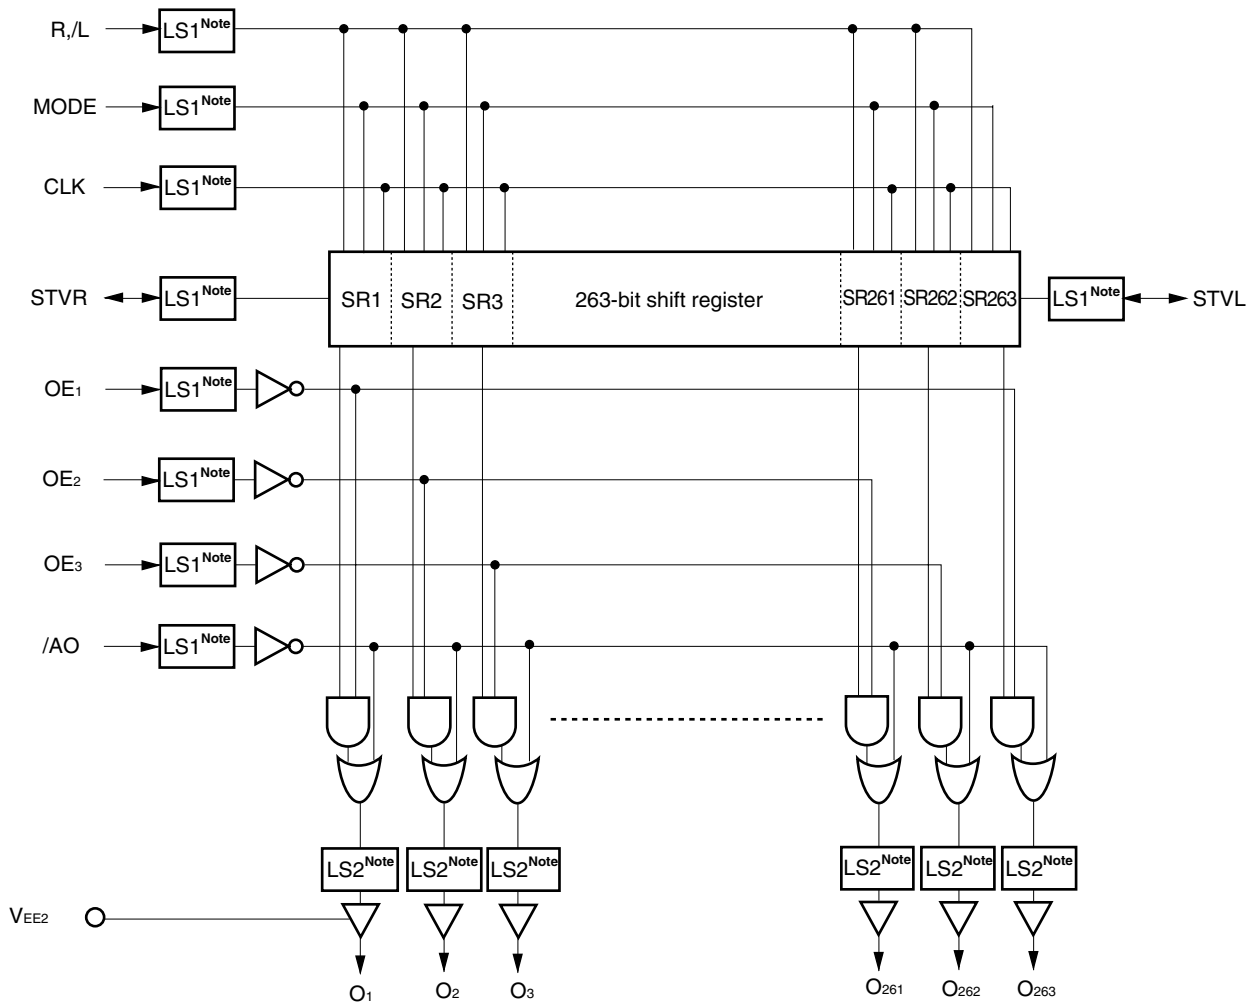 R,/L LS1Note
MODE LS1Note
CLK LS1Note
STVR LS1Note SR1 SR2 SR3 263-bit shift register SR261 SR262 SR263 LS1Note STVL
OE1 LS1Note
OE2 LS1Note
OE3 LS1Note
/AO LS1Note
LS2Note LS2Note LS2Note LS2Note LS2Note LS2Note
VEE2
O1 O2 O3 O261 O262 O263